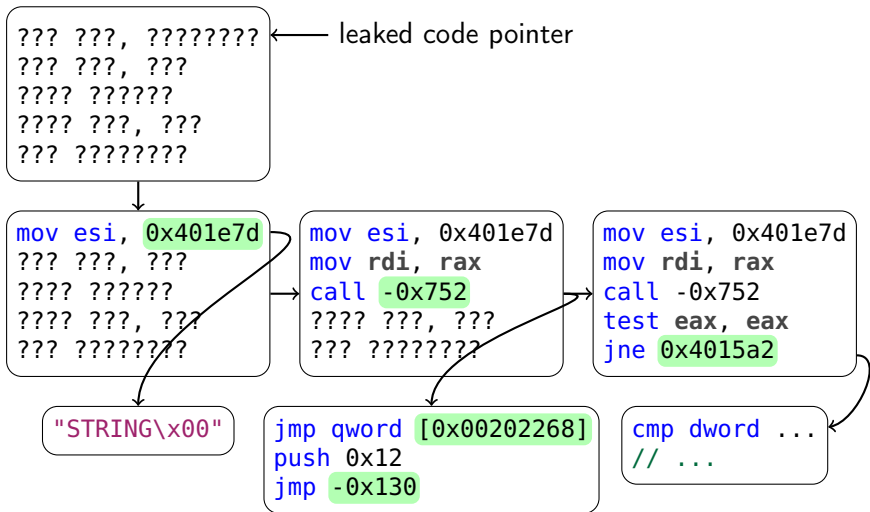 ??? ???, ????????
leaked code pointer
??? ???, ???
???? ??????
???? ???, ???
??? ????????
mov esi, 0x401e7d
??? ???, ???
???? ??????
???? ???, ???
??? ????????
mov esi, 0x401e7d
mov rdi, rax
call -0x752
???? ???, ???
??? ????????
mov esi, 0x401e7d
mov rdi, rax
call -0x752
test eax, eax
jne 0x4015a2
"STRING\x00"
jmp qword [0x00202268]
push 0x12
jmp -0x130
cmp dword ...
// ...